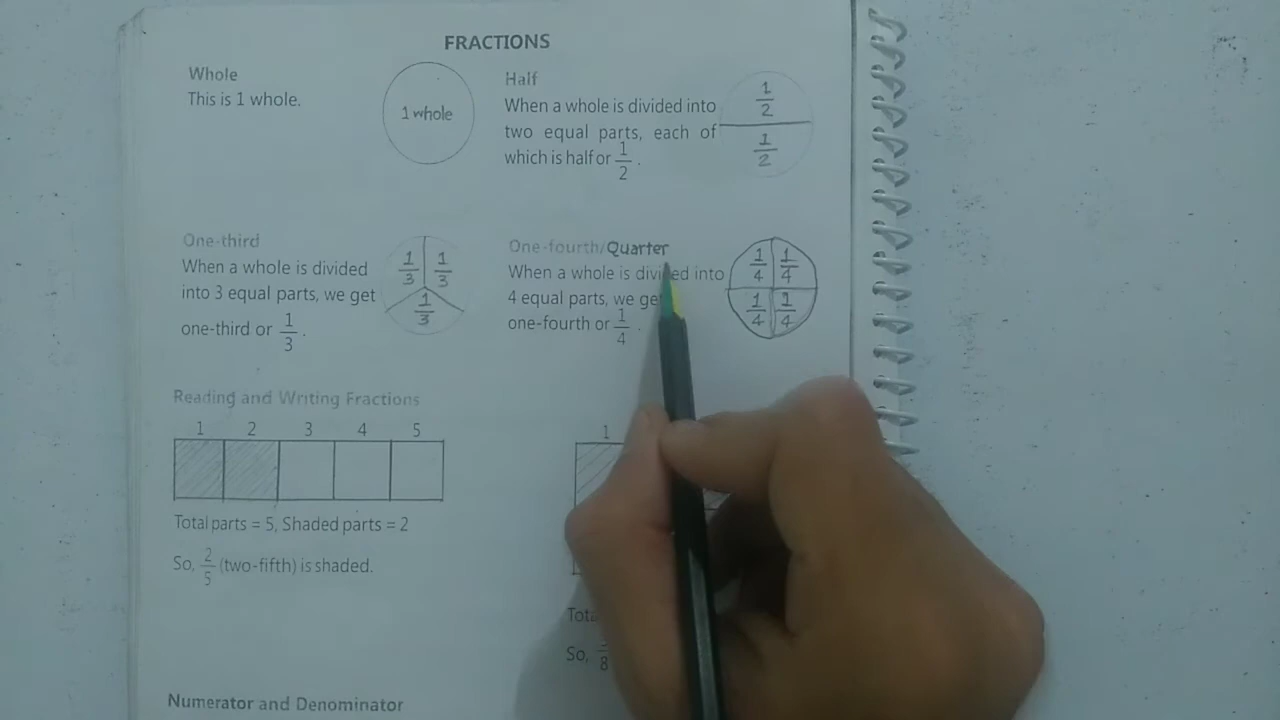 FRACTIONS
Whole
This is 1 whole.
1 whole
Half
When a whole is divided into
two equal parts, each of
which is half or 1/2 .
1/2
1/2
One-third
When a whole is divided
into 3 equal parts, we get
one-third or 1/3 .
1/3 1/3
1/3
One-fourth/Quarter
When a whole is divided into
4 equal parts, we get
one-fourth or 1/4 .
1/4 1/4
1/4 1/4
Reading and Writing Fractions
1 2 3 4 5
Total parts = 5, Shaded parts = 2
So, 2/5 (two-fifth) is shaded.
1
So,
Numerator and Denominator